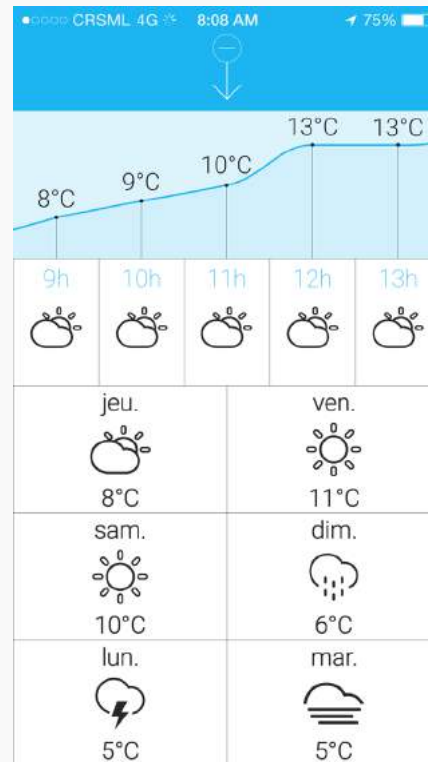 CRSML 4G 8:08 AM 75%
8°C 9°C 10°C 13°C 13°C
9h 10h 11h 12h 13h
jeu. ven.
8°C 11°C
sam. dim.
10°C 6°C
lun. mar.
5°C 5°C